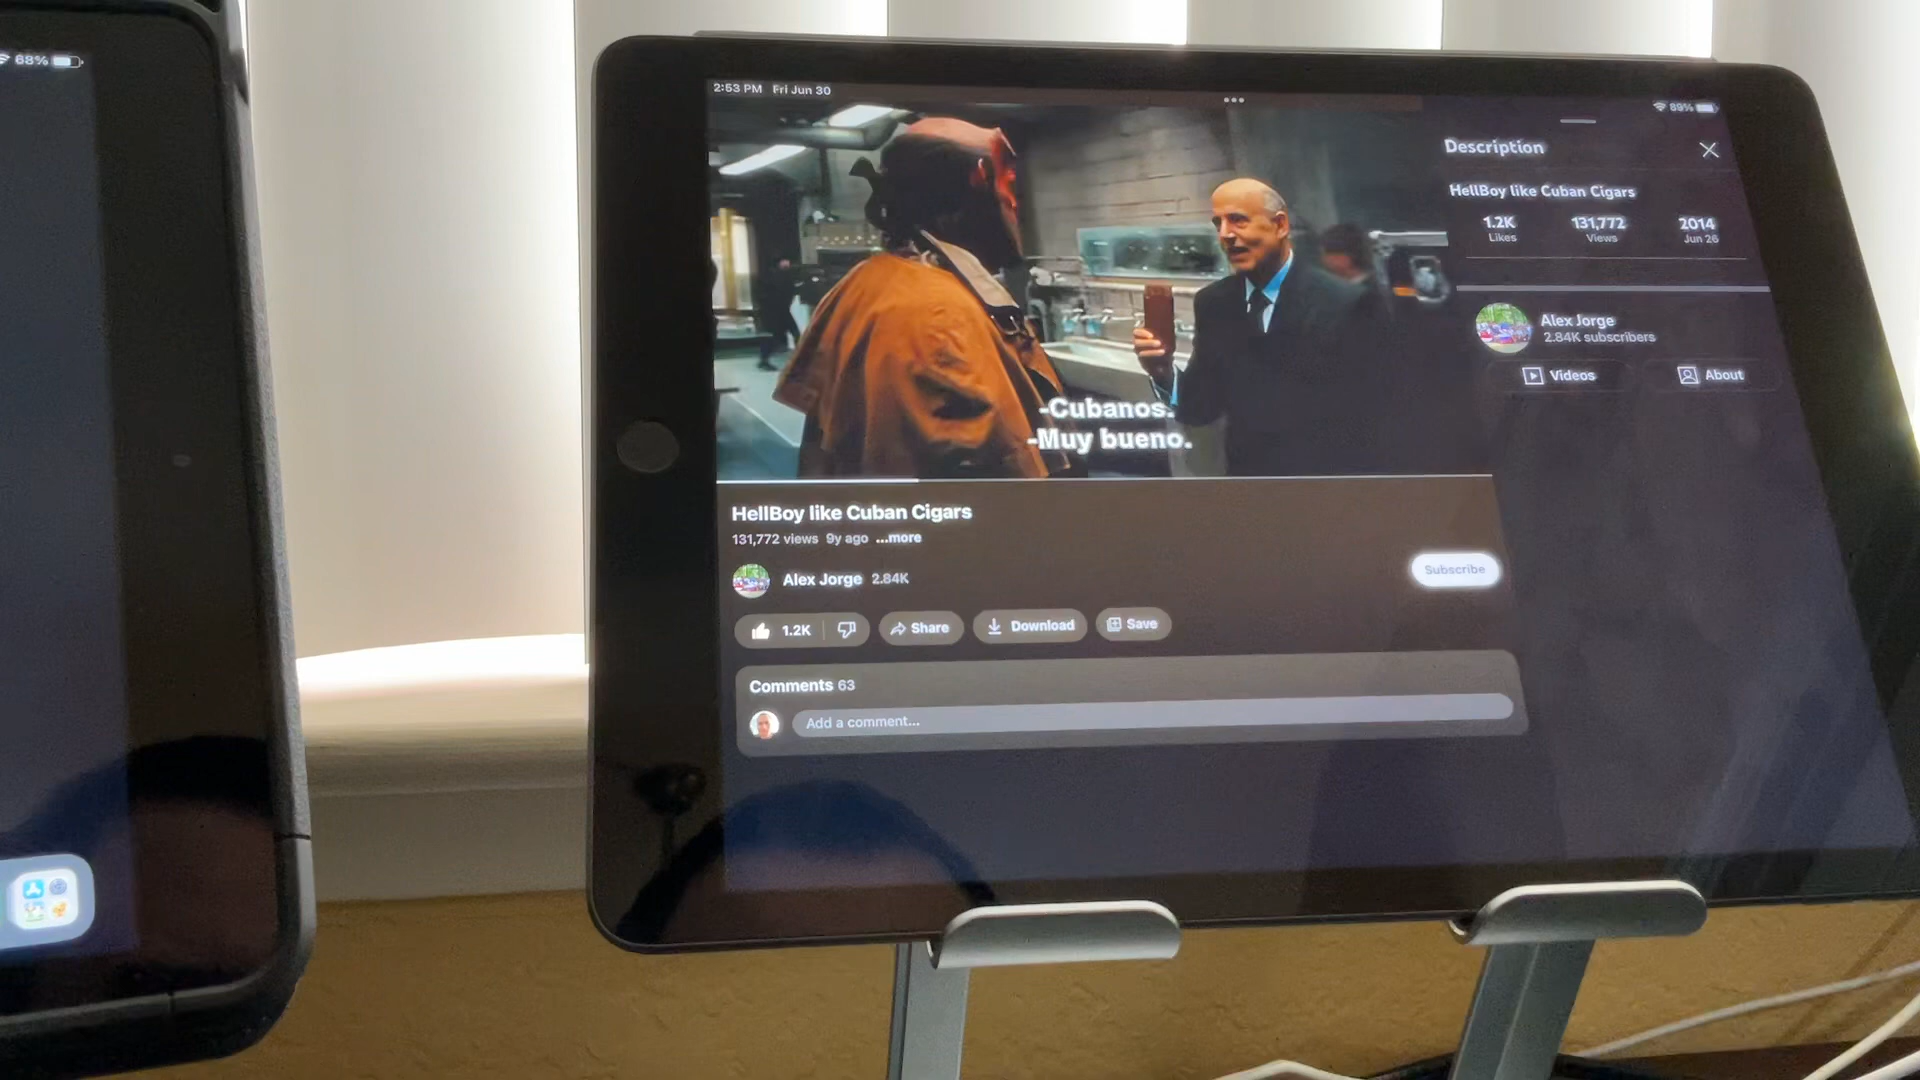 68%
2:53 PM Fri Jun 30
89%
-Cubanos.
-Muy bueno.
HellBoy like Cuban Cigars
131,772 views 9y ago ...more
Alex Jorge 2.84K
Subscribe
1.2K
Share
Download
Save
Comments 63
Add a comment...
Description
HellBoy like Cuban Cigars
1.2K 131,772 2014
Likes Views Jun 26
Alex Jorge
2.84K subscribers
Videos
About